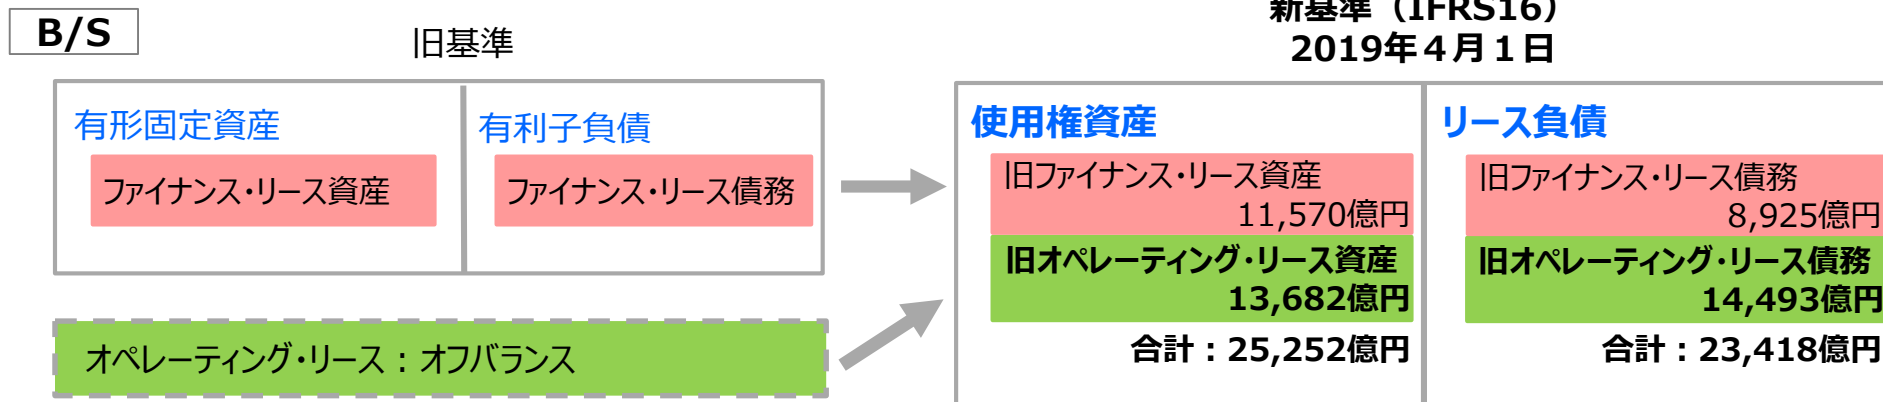 B/S
旧基準
新基準（IFRS16）
2019年４月１日
有形固定資産
有利子負債
ファイナンス・リース資産
ファイナンス・リース債務
オペレーティング・リース：オフバランス
使用権資産
リース負債
旧ファイナンス・リース資産
11,570億円
旧オペレーティング・リース資産
13,682億円
合計：25,252億円
旧ファイナンス・リース債務
8,925億円
旧オペレーティング・リース債務
14,493億円
合計：23,418億円